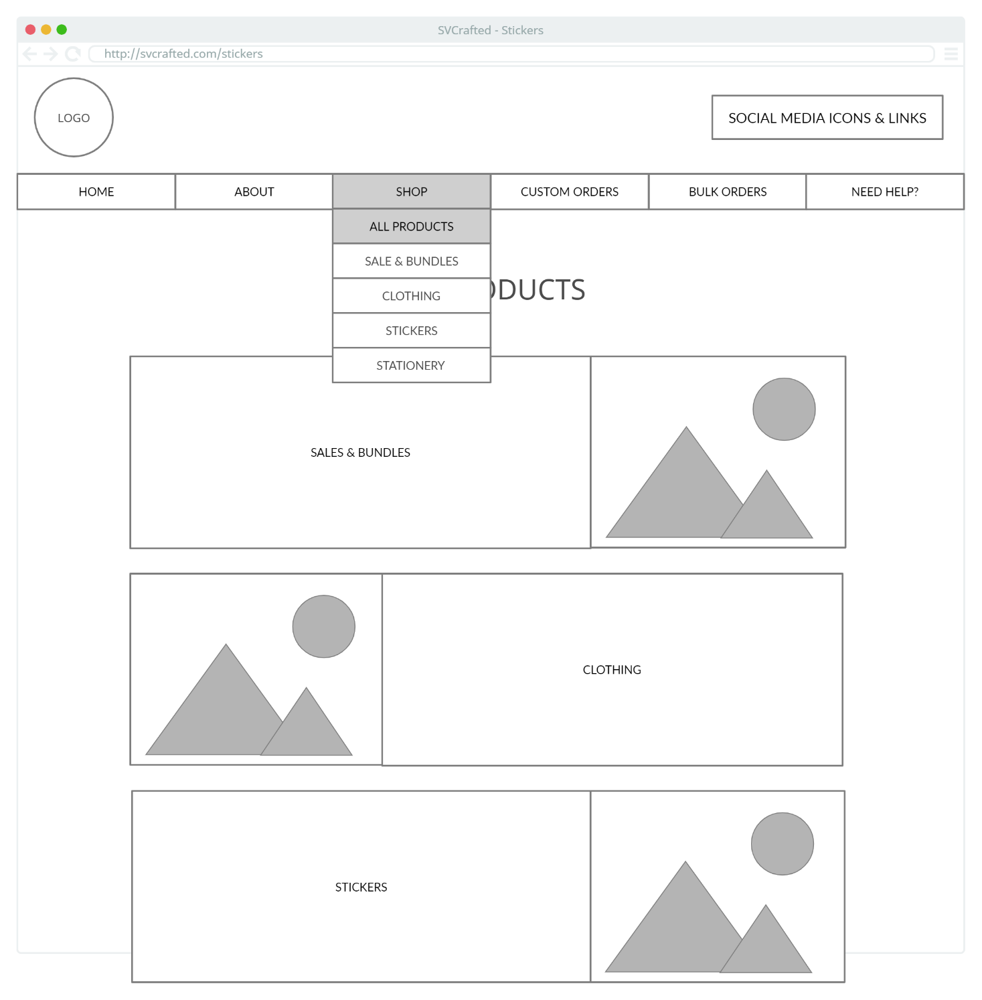 SVCrafted - Stickers
http://svcrafted.com/stickers
LOGO
SOCIAL MEDIA ICONS & LINKS
HOME
ABOUT
SHOP
CUSTOM ORDERS
BULK ORDERS
NEED HELP?
ALL PRODUCTS
SALE & BUNDLES
CLOTHING
STICKERS
STATIONERY
DUCTS
SALES & BUNDLES
CLOTHING
STICKERS